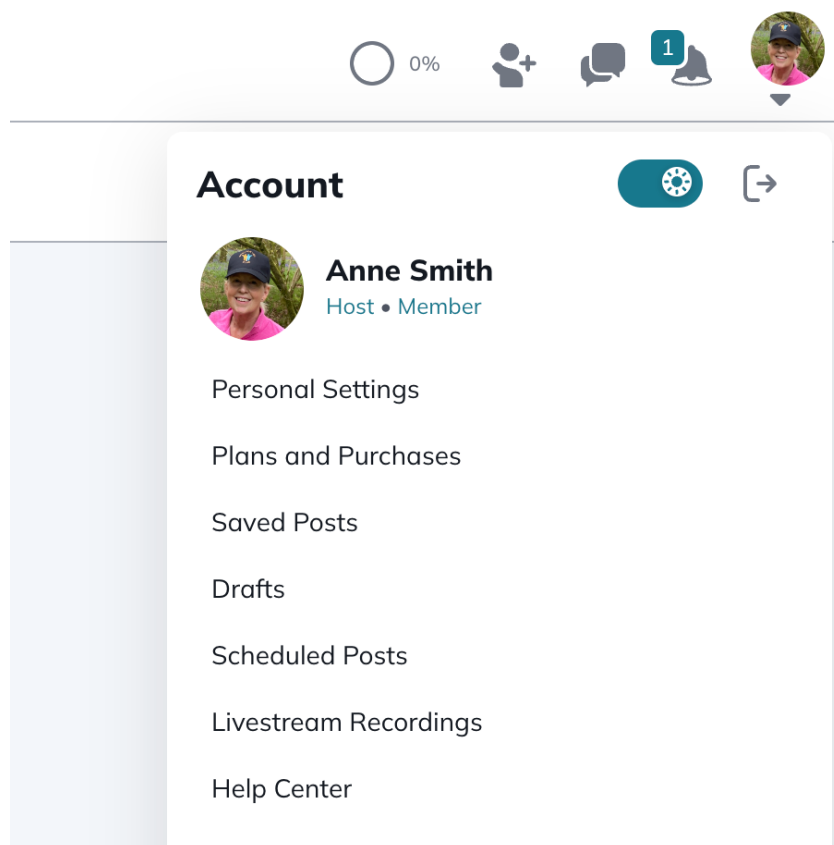 0%
1
Account
Anne Smith
Host • Member
Personal Settings
Plans and Purchases
Saved Posts
Drafts
Scheduled Posts
Livestream Recordings
Help Center